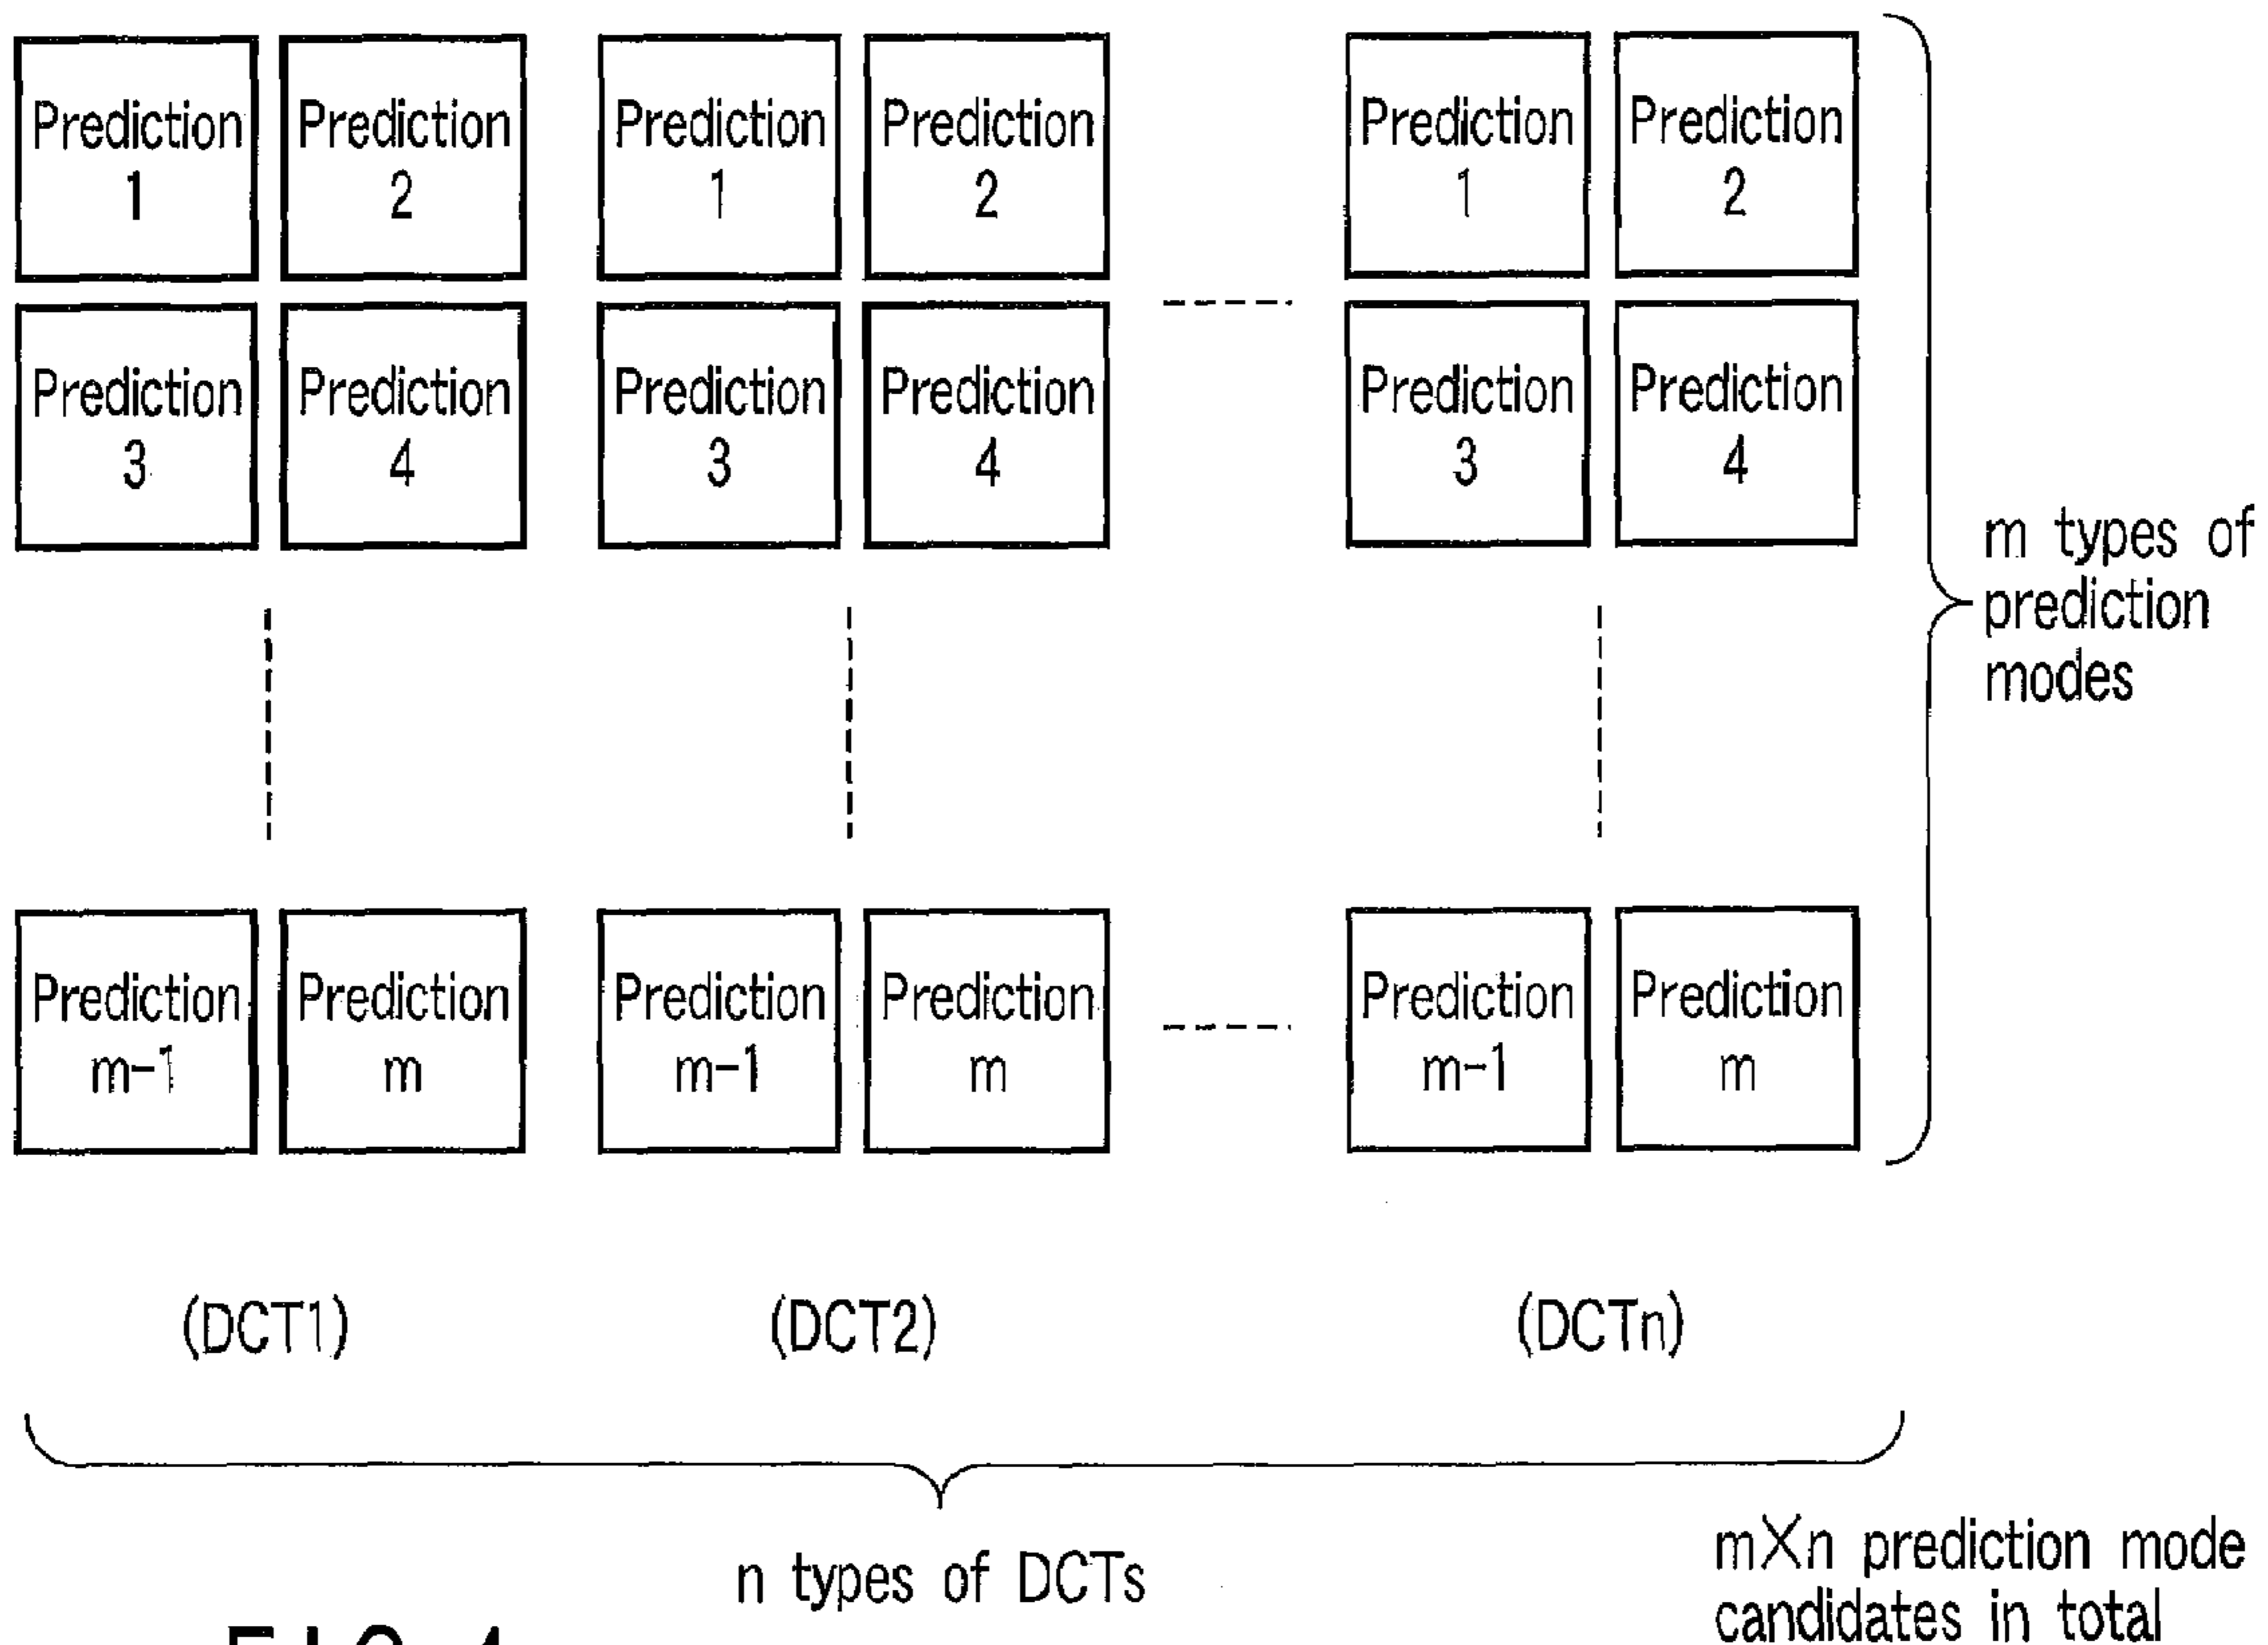 Prediction 1 Prediction 2 Prediction 1 Prediction 2 Prediction 1 Prediction 2
Prediction 3 Prediction 4 Prediction 3 Prediction 4 Prediction 3 Prediction 4
m types of
prediction
modes
Prediction m-1 Prediction m Prediction m-1 Prediction m Prediction m-1 Prediction m
(DCT1) (DCT2) (DCTn)
n types of DCTs
mXn prediction mode
candidates in total